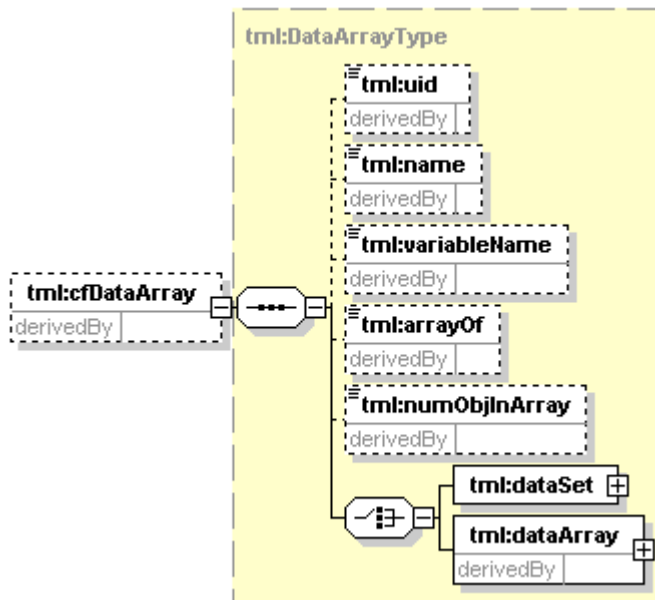 tml:DataArrayType
tml:uid
derivedBy
tml:name
derivedBy
tml:variableName
derivedBy
tml:cfDataArray
derivedBy
tml:arrayOf
derivedBy
tml:numObjInArray
derivedBy
tml:dataSet
tml:dataArray
derivedBy